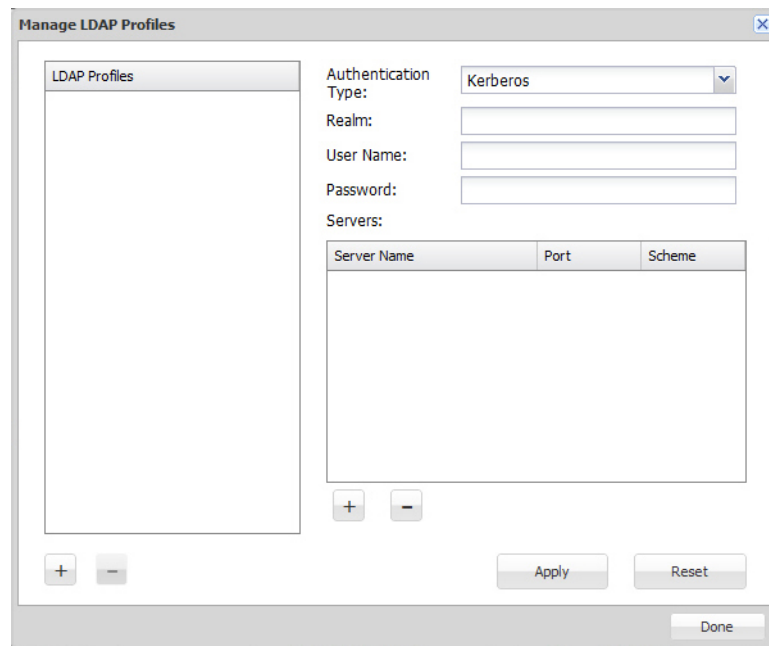 Manage LDAP Profiles
LDAP Profiles
Authentication
Type:
Kerberos
Realm:
User Name:
Password:
Servers:
Server Name Port Scheme
+ -
+ -
Apply Reset
Done